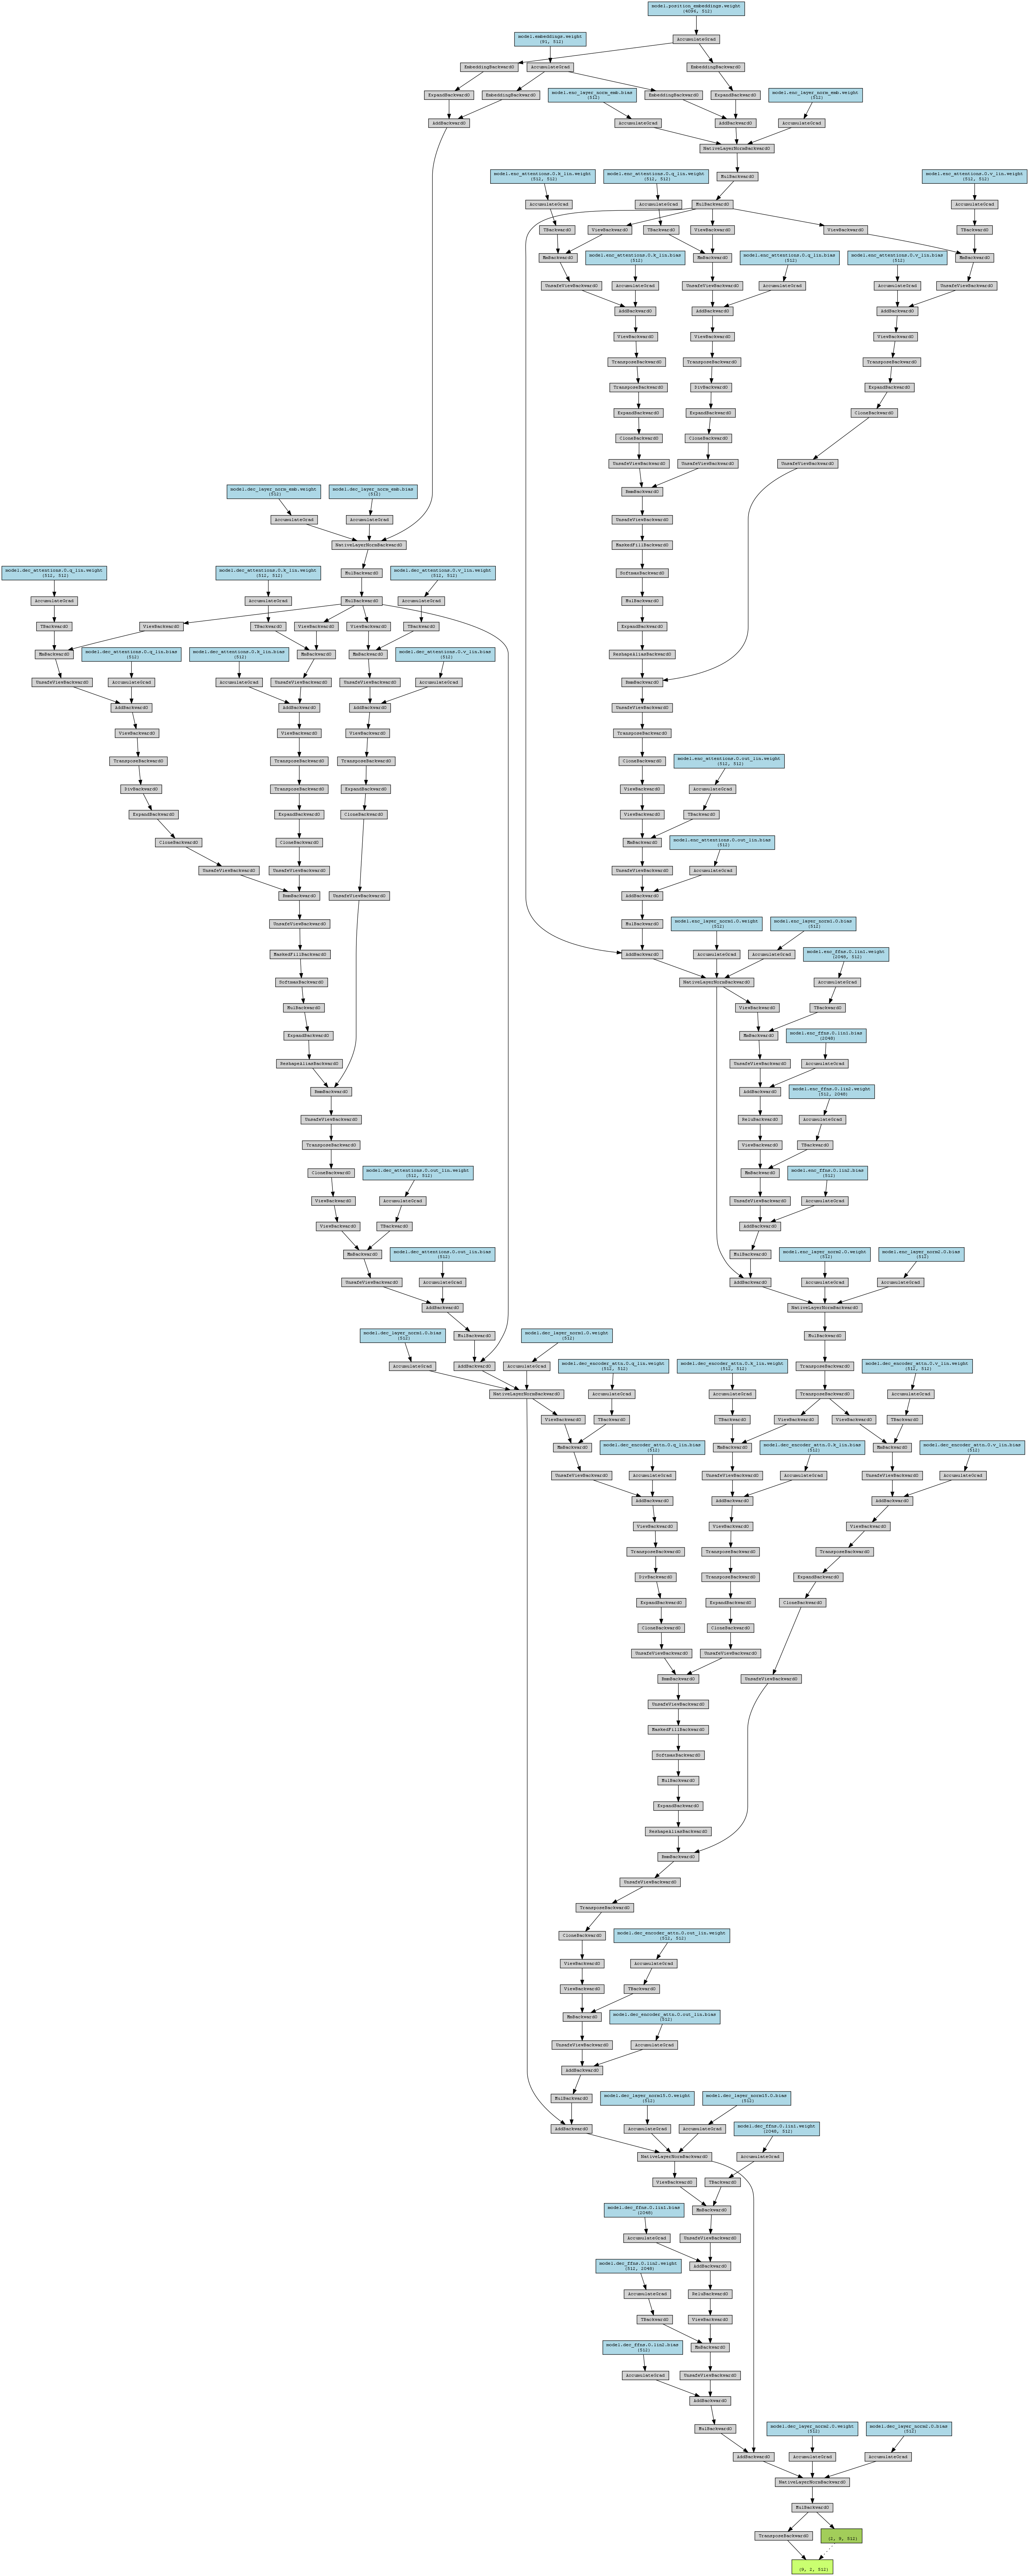 model.position_embeddings.weight
(4096, 512)
AccumulateGrad
model.embeddings.weight
(91, 512)
EmbeddingBackward0
AccumulateGrad
EmbeddingBackward0
ExpandBackward0
EmbeddingBackward0
model.enc_layer_norm_emb.bias
(512)
EmbeddingBackward0
ExpandBackward0
model.enc_layer_norm_emb.weight
(512)
AddBackward0
AccumulateGrad
AddBackward0
AccumulateGrad
NativeLayerNormBackward0
MulBackward0
model.enc_attentions.0.k_lin.weight
(512, 512)
model.enc_attentions.0.q_lin.weight
(512, 512)
model.enc_attentions.0.v_lin.weight
(512, 512)
AccumulateGrad
AccumulateGrad
MulBackward0
AccumulateGrad
TBackward0
ViewBackward0
TBackward0
ViewBackward0
ViewBackward0
TBackward0
MmBackward0
model.enc_attentions.0.k_lin.bias
(512)
MmBackward0
model.enc_attentions.0.q_lin.bias
(512)
model.enc_attentions.0.v_lin.bias
(512)
MmBackward0
UnsafeViewBackward0
AccumulateGrad
UnsafeViewBackward0
AccumulateGrad
AccumulateGrad
UnsafeViewBackward0
AddBackward0
AddBackward0
AddBackward0
ViewBackward0
ViewBackward0
ViewBackward0
TransposeBackward0
TransposeBackward0
TransposeBackward0
TransposeBackward0
DivBackward0
ExpandBackward0
ExpandBackward0
ExpandBackward0
CloneBackward0
CloneBackward0
CloneBackward0
UnsafeViewBackward0
UnsafeViewBackward0
UnsafeViewBackward0
model.dec_layer_norm_emb.weight
(512)
model.dec_layer_norm_emb.bias
(512)
BmmBackward0
AccumulateGrad
AccumulateGrad
UnsafeViewBackward0
NativeLayerNormBackward0
MaskedFillBackward0
model.dec_attentions.0.q_lin.weight
(512, 512)
model.dec_attentions.0.k_lin.weight
(512, 512)
MulBackward0
model.dec_attentions.0.v_lin.weight
(512, 512)
SoftmaxBackward0
AccumulateGrad
AccumulateGrad
MulBackward0
AccumulateGrad
MulBackward0
TBackward0
ViewBackward0
TBackward0
ViewBackward0
ViewBackward0
TBackward0
ExpandBackward0
MmBackward0
model.dec_attentions.0.q_lin.bias
(512)
model.dec_attentions.0.k_lin.bias
(512)
MmBackward0
MmBackward0
model.dec_attentions.0.v_lin.bias
(512)
ReshapeAliasBackward0
UnsafeViewBackward0
AccumulateGrad
AccumulateGrad
UnsafeViewBackward0
UnsafeViewBackward0
AccumulateGrad
BmmBackward0
AddBackward0
AddBackward0
AddBackward0
UnsafeViewBackward0
ViewBackward0
ViewBackward0
ViewBackward0
TransposeBackward0
TransposeBackward0
TransposeBackward0
TransposeBackward0
CloneBackward0
model.enc_attentions.0.out_lin.weight
(512, 512)
DivBackward0
TransposeBackward0
ExpandBackward0
ViewBackward0
AccumulateGrad
ExpandBackward0
ExpandBackward0
CloneBackward0
ViewBackward0
TBackward0
CloneBackward0
CloneBackward0
MmBackward0
model.enc_attentions.0.out_lin.bias
(512)
UnsafeViewBackward0
UnsafeViewBackward0
UnsafeViewBackward0
AccumulateGrad
BmmBackward0
UnsafeViewBackward0
AddBackward0
UnsafeViewBackward0
MulBackward0
model.enc_layer_norm1.0.weight
(512)
model.enc_layer_norm1.0.bias
(512)
MaskedFillBackward0
AddBackward0
AccumulateGrad
AccumulateGrad
model.enc_ffns.0.lin1.weight
(2048, 512)
SoftmaxBackward0
NativeLayerNormBackward0
AccumulateGrad
MulBackward0
ViewBackward0
TBackward0
ExpandBackward0
MmBackward0
model.enc_ffns.0.lin1.bias
(2048)
ReshapeAliasBackward0
UnsafeViewBackward0
AccumulateGrad
BmmBackward0
AddBackward0
model.enc_ffns.0.lin2.weight
(512, 2048)
UnsafeViewBackward0
ReluBackward0
AccumulateGrad
TransposeBackward0
ViewBackward0
TBackward0
CloneBackward0
model.dec_attentions.0.out_lin.weight
(512, 512)
MmBackward0
model.enc_ffns.0.lin2.bias
(512)
ViewBackward0
AccumulateGrad
UnsafeViewBackward0
AccumulateGrad
ViewBackward0
TBackward0
AddBackward0
MmBackward0
model.dec_attentions.0.out_lin.bias
(512)
MulBackward0
model.enc_layer_norm2.0.weight
(512)
model.enc_layer_norm2.0.bias
(512)
UnsafeViewBackward0
AccumulateGrad
AddBackward0
AccumulateGrad
AccumulateGrad
AddBackward0
NativeLayerNormBackward0
model.dec_layer_norm1.0.bias
(512)
MulBackward0
model.dec_layer_norm1.0.weight
(512)
MulBackward0
AccumulateGrad
AddBackward0
AccumulateGrad
model.dec_encoder_attn.0.q_lin.weight
(512, 512)
model.dec_encoder_attn.0.k_lin.weight
(512, 512)
TransposeBackward0
model.dec_encoder_attn.0.v_lin.weight
(512, 512)
NativeLayerNormBackward0
AccumulateGrad
AccumulateGrad
TransposeBackward0
AccumulateGrad
ViewBackward0
TBackward0
TBackward0
ViewBackward0
ViewBackward0
TBackward0
MmBackward0
model.dec_encoder_attn.0.q_lin.bias
(512)
MmBackward0
model.dec_encoder_attn.0.k_lin.bias
(512)
MmBackward0
model.dec_encoder_attn.0.v_lin.bias
(512)
UnsafeViewBackward0
AccumulateGrad
UnsafeViewBackward0
AccumulateGrad
UnsafeViewBackward0
AccumulateGrad
AddBackward0
AddBackward0
AddBackward0
ViewBackward0
ViewBackward0
ViewBackward0
TransposeBackward0
TransposeBackward0
TransposeBackward0
DivBackward0
TransposeBackward0
ExpandBackward0
ExpandBackward0
ExpandBackward0
CloneBackward0
CloneBackward0
CloneBackward0
UnsafeViewBackward0
UnsafeViewBackward0
BmmBackward0
UnsafeViewBackward0
UnsafeViewBackward0
MaskedFillBackward0
SoftmaxBackward0
MulBackward0
ExpandBackward0
ReshapeAliasBackward0
BmmBackward0
UnsafeViewBackward0
TransposeBackward0
CloneBackward0
model.dec_encoder_attn.0.out_lin.weight
(512, 512)
ViewBackward0
AccumulateGrad
ViewBackward0
TBackward0
MmBackward0
model.dec_encoder_attn.0.out_lin.bias
(512)
UnsafeViewBackward0
AccumulateGrad
AddBackward0
MulBackward0
model.dec_layer_norm15.0.weight
(512)
model.dec_layer_norm15.0.bias
(512)
AddBackward0
AccumulateGrad
AccumulateGrad
model.dec_ffns.0.lin1.weight
(2048, 512)
NativeLayerNormBackward0
AccumulateGrad
ViewBackward0
TBackward0
model.dec_ffns.0.lin1.bias
(2048)
MmBackward0
AccumulateGrad
UnsafeViewBackward0
model.dec_ffns.0.lin2.weight
(512, 2048)
AddBackward0
AccumulateGrad
ReluBackward0
TBackward0
ViewBackward0
model.dec_ffns.0.lin2.bias
(512)
MmBackward0
AccumulateGrad
UnsafeViewBackward0
AddBackward0
MulBackward0
model.dec_layer_norm2.0.weight
(512)
model.dec_layer_norm2.0.bias
(512)
AddBackward0
AccumulateGrad
AccumulateGrad
NativeLayerNormBackward0
MulBackward0
TransposeBackward0
(2, 9, 512)
(9, 2, 512)